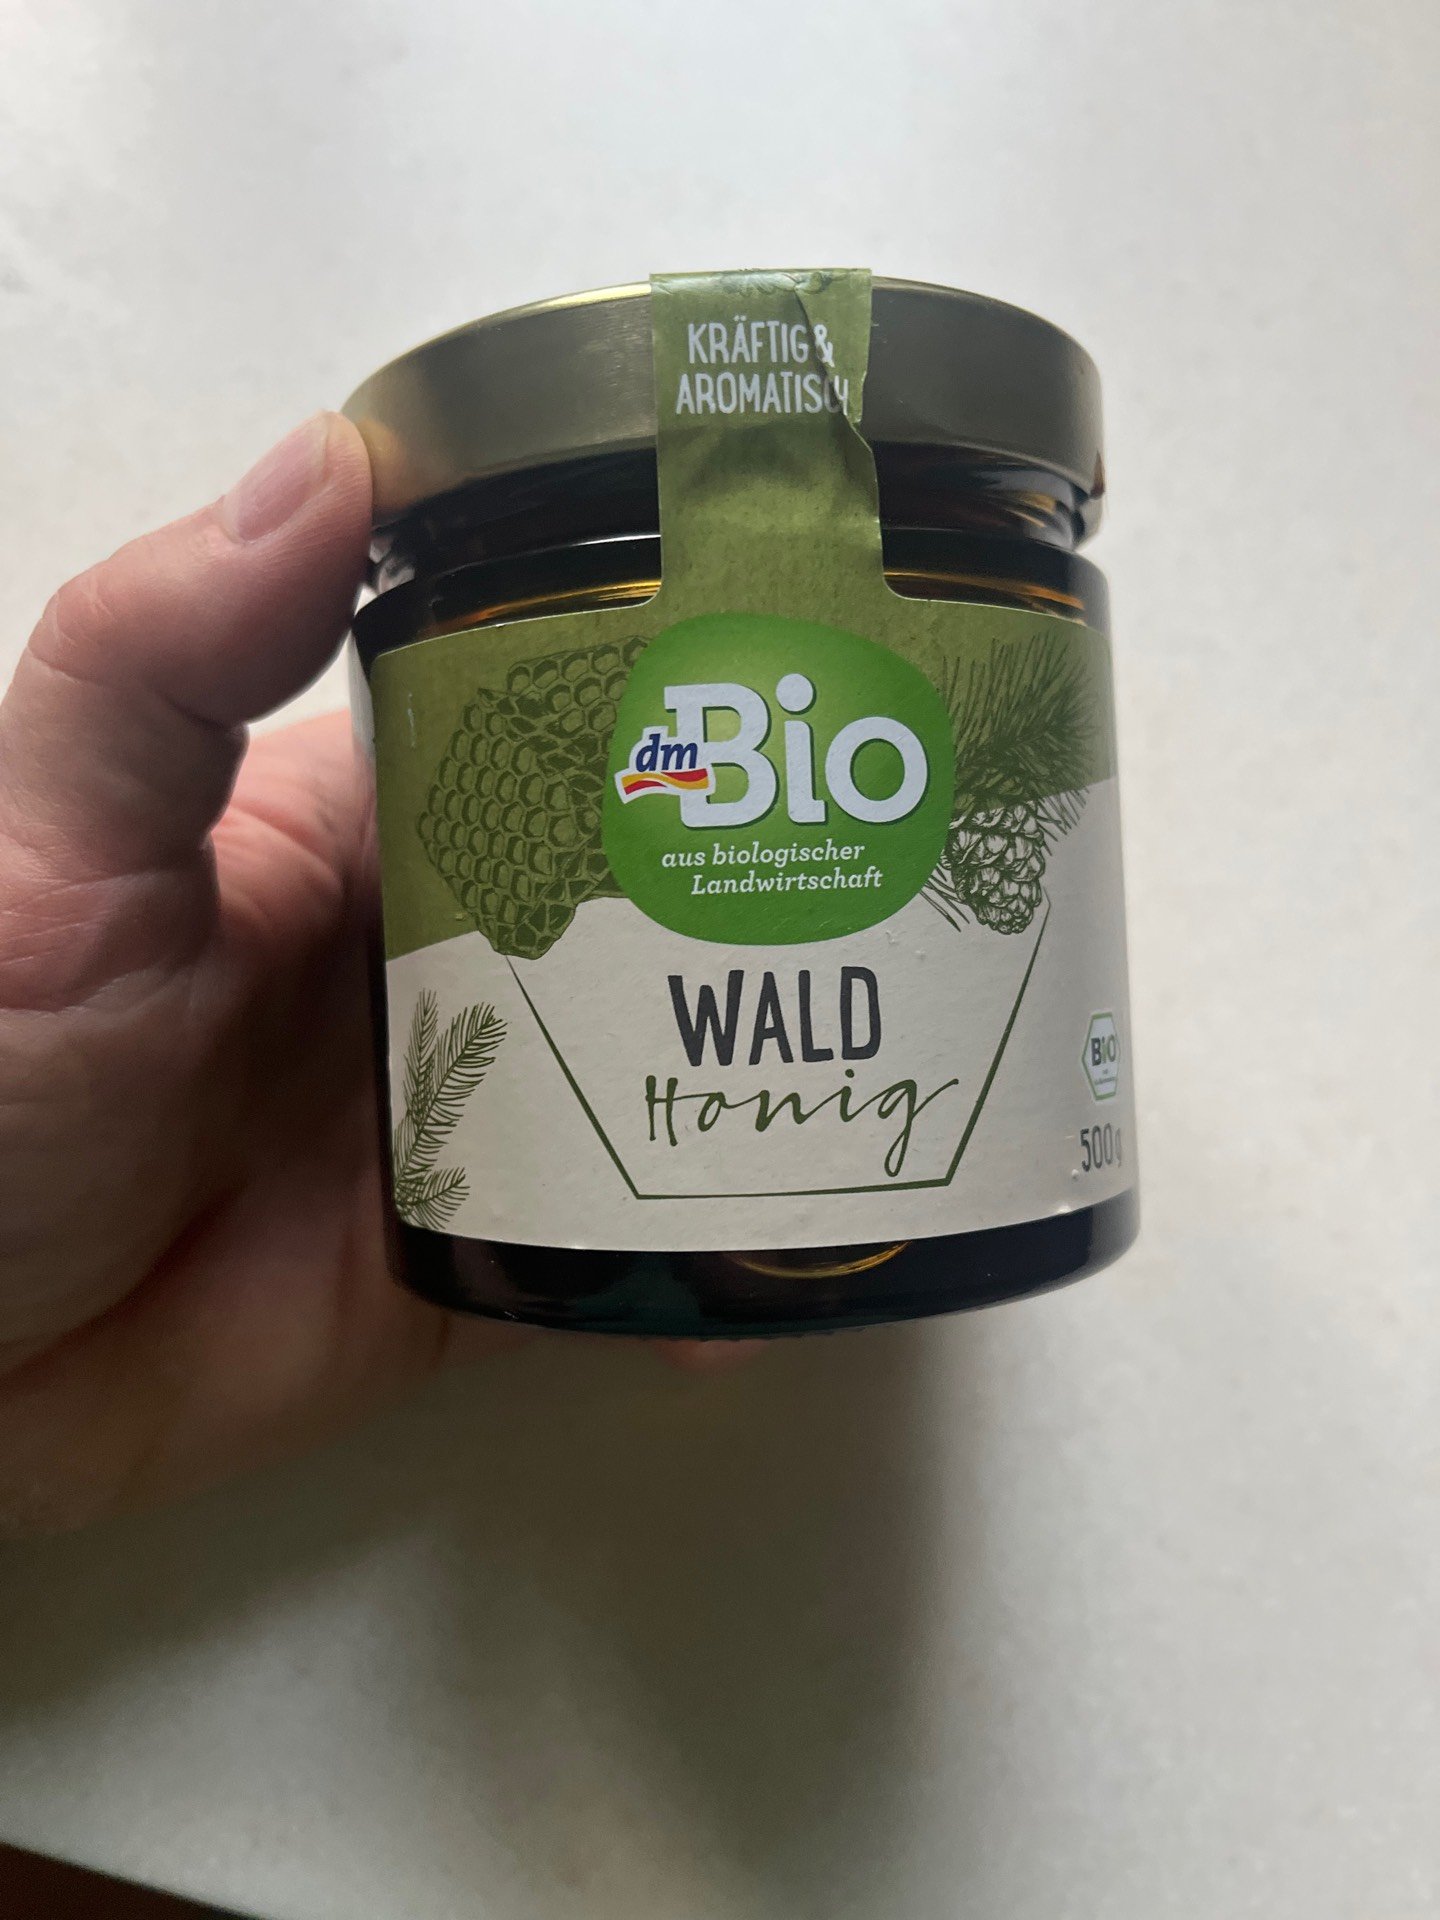 KRÄFTIG &
AROMATISCH
dm
Bio
aus biologischer
Landwirtschaft
WALD
Honig
Bio
500 g